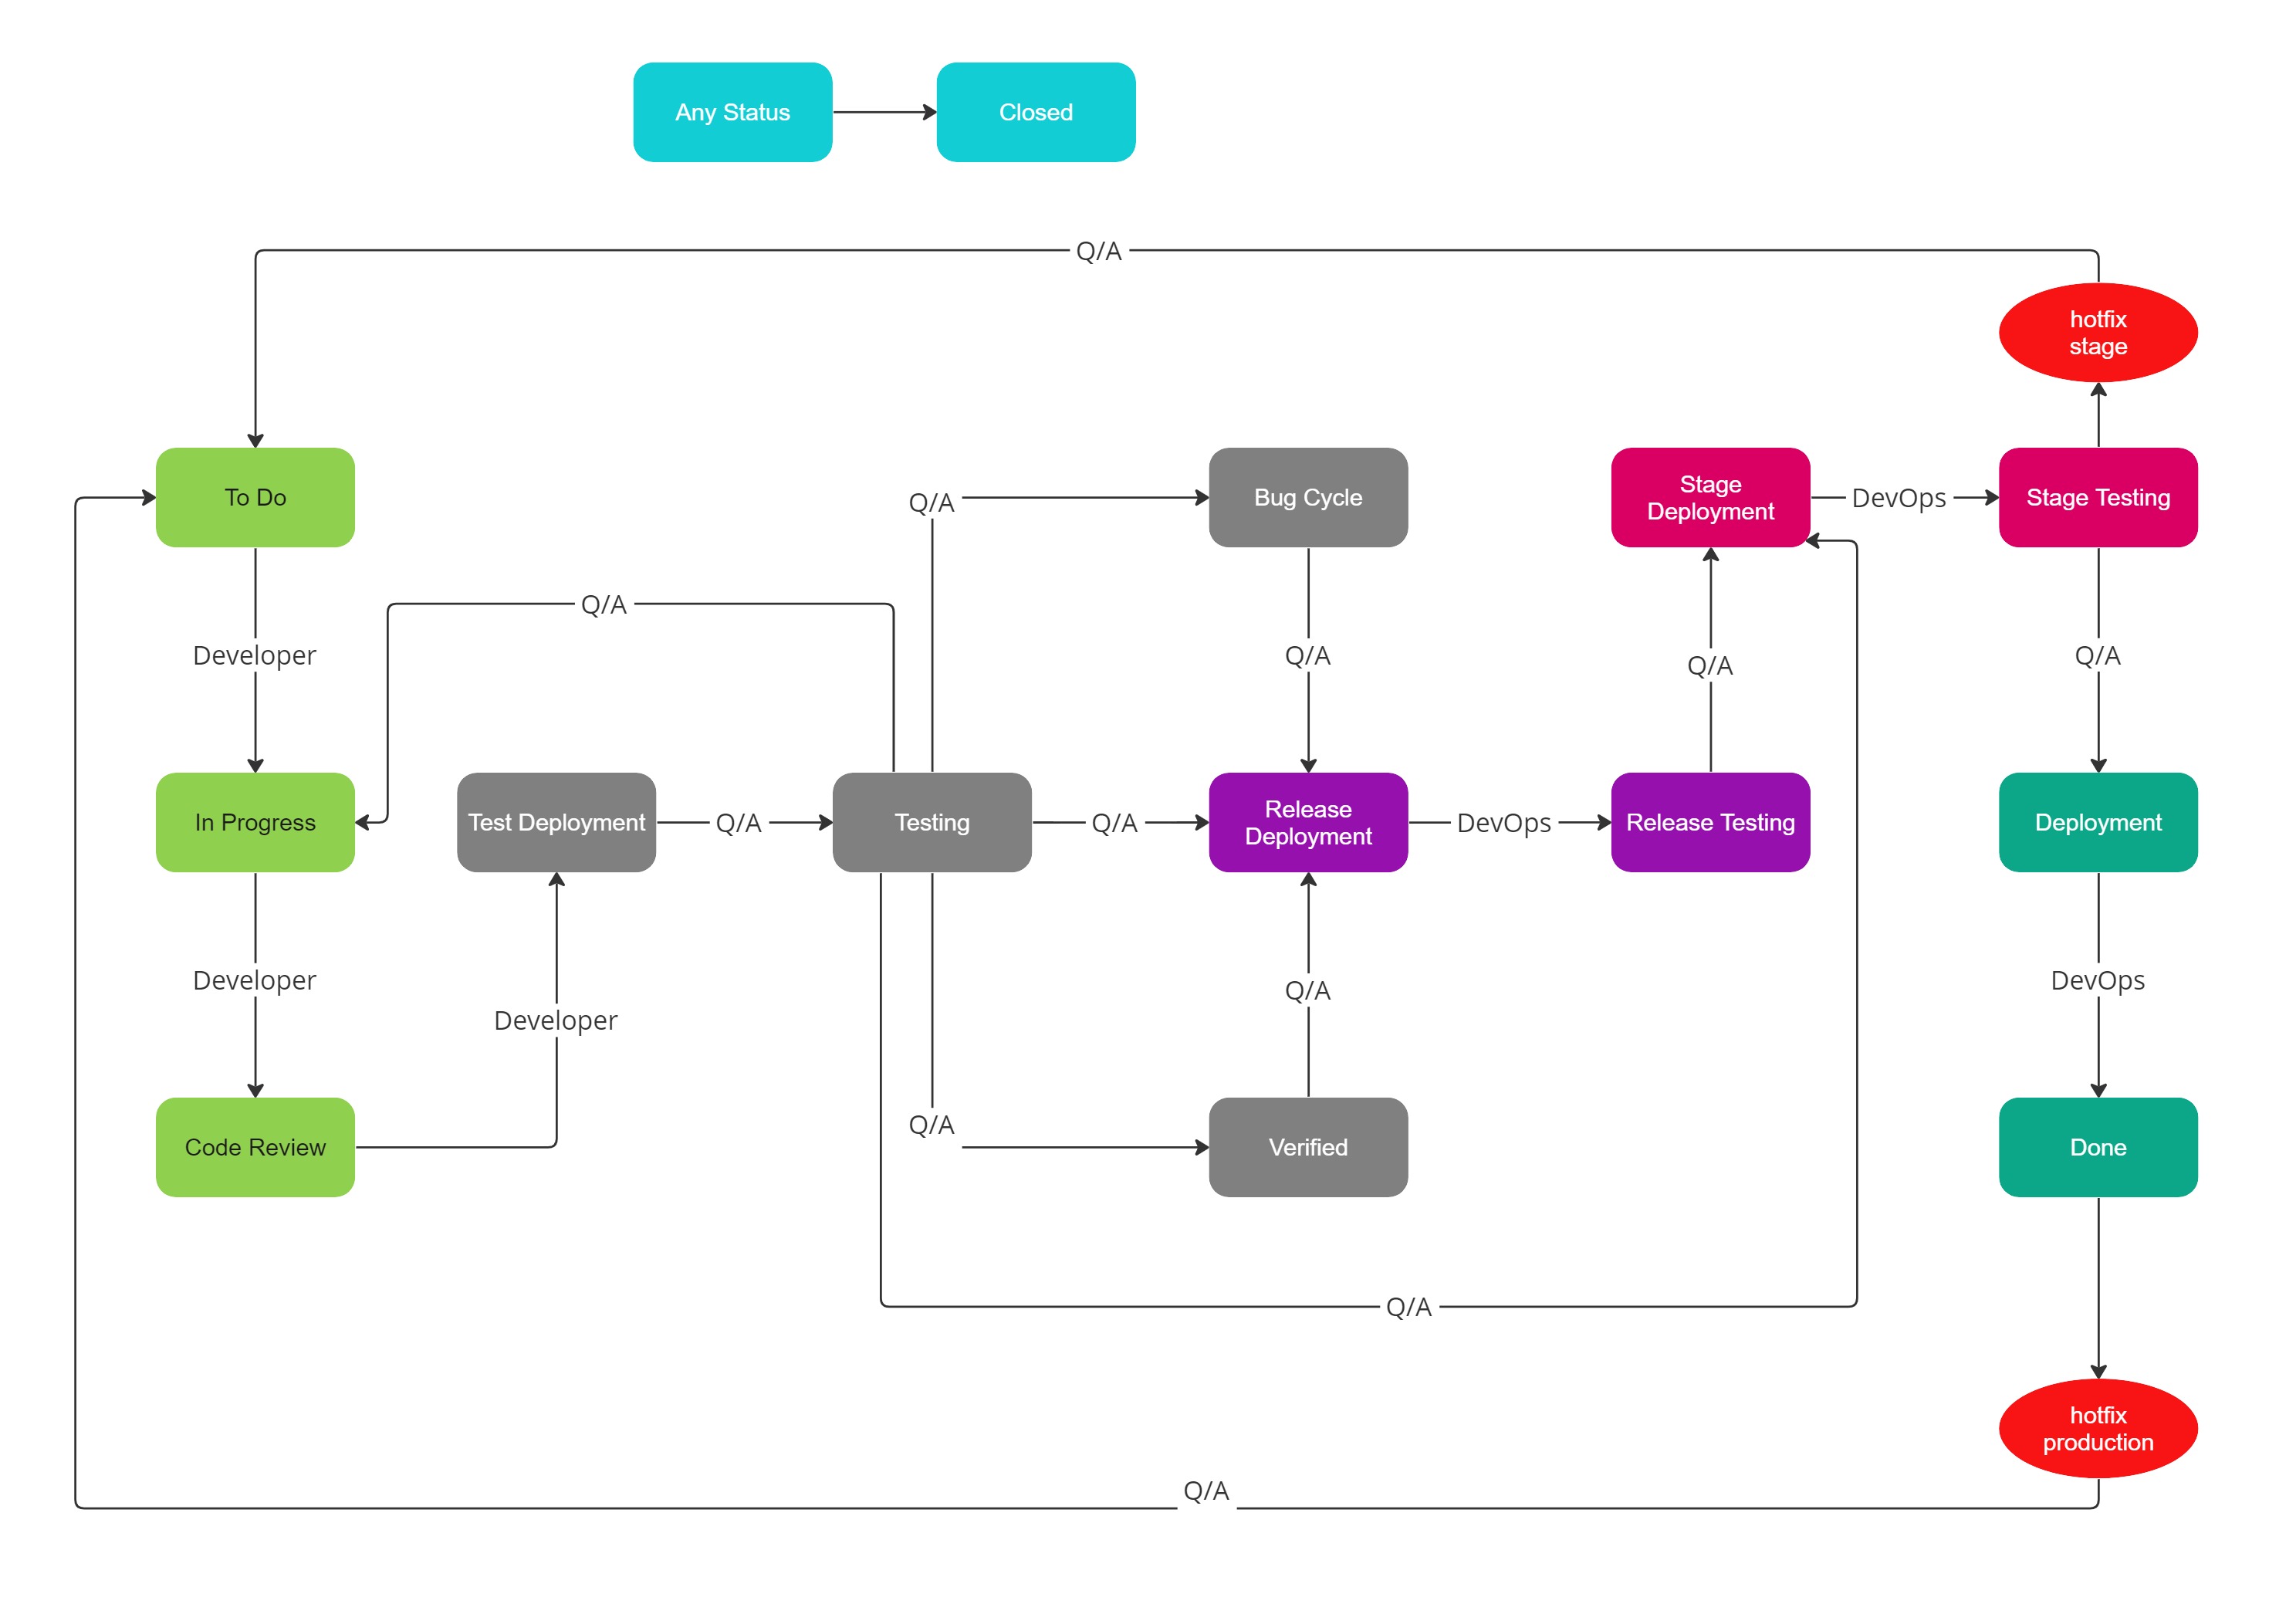 Any Status
Closed
Q/A
hotfix
stage
To Do
Q/A
Bug Cycle
Stage
Deployment
DevOps
Stage Testing
Q/A
Developer
Q/A
Q/A
Q/A
In Progress
Test Deployment
Q/A
Testing
Q/A
Release
Deployment
DevOps
Release Testing
Deployment
Developer
Developer
Q/A
DevOps
Q/A
Code Review
Verified
Done
Q/A
hotfix
production
Q/A